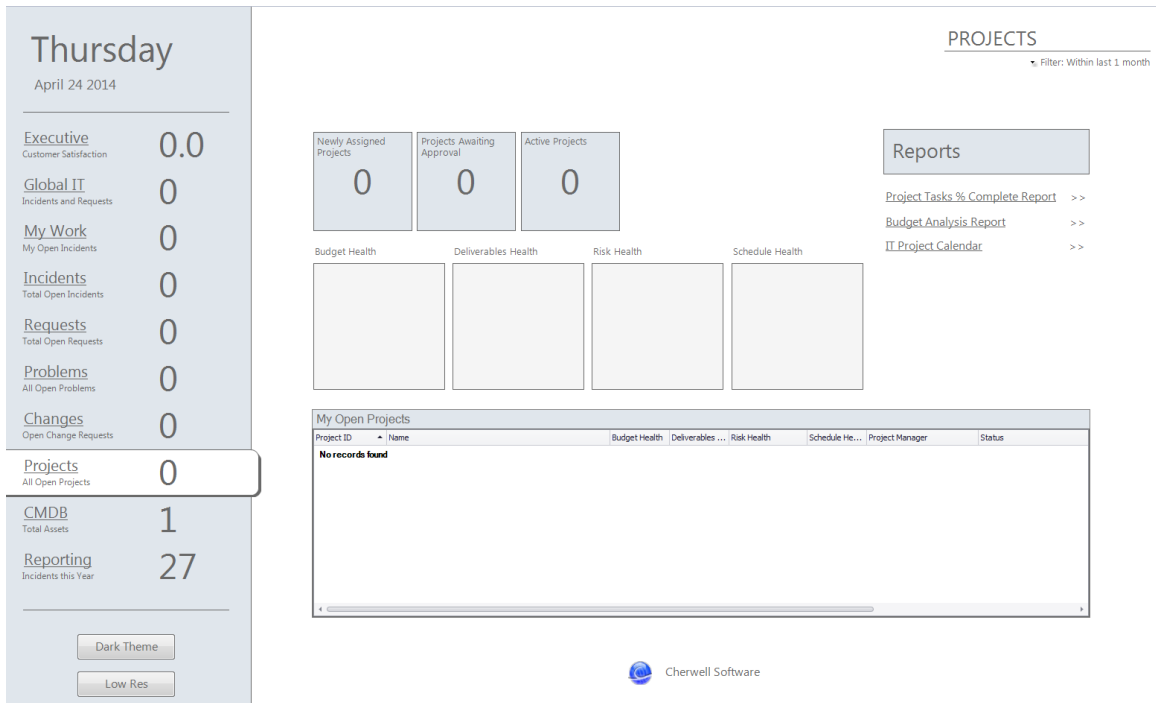 Thursday
April 24 2014
Executive
Customer Satisfaction
0.0
Global IT
Incidents and Requests
0
My Work
My Open Incidents
0
Incidents
Total Open Incidents
0
Requests
Total Open Requests
0
Problems
All Open Problems
0
Changes
Open Change Requests
0
Projects
All Open Projects
0
CMDB
Total Assets
1
Reporting
Incidents this Year
27
Dark Theme
Low Res
PROJECTS
Filter: Within last 1 month
Newly Assigned
Projects
0
Projects Awaiting
Approval
0
Active Projects
0
Reports
Project Tasks % Complete Report >>
Budget Analysis Report >>
IT Project Calendar >>
Budget Health Deliverables Health Risk Health Schedule Health
My Open Projects
Project ID Name Budget Health Deliverables ... Risk Health Schedule He... Project Manager Status
No records found
Cherwell Software